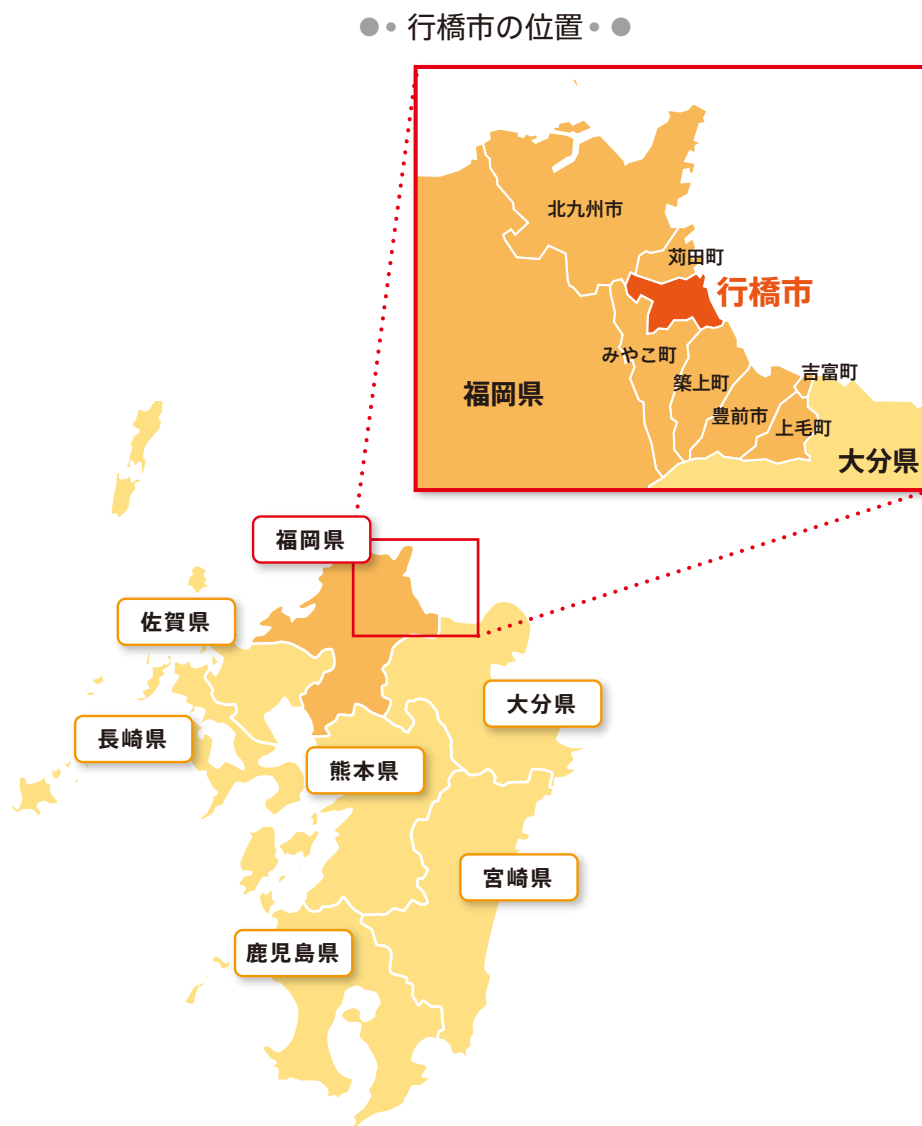 行橋市の位置
北九州市
苅田町
行橋市
みやこ町
吉富町
築上町
福岡県
豊前市
上毛町
大分県
福岡県
佐賀県
大分県
長崎県
熊本県
宮崎県
鹿児島県